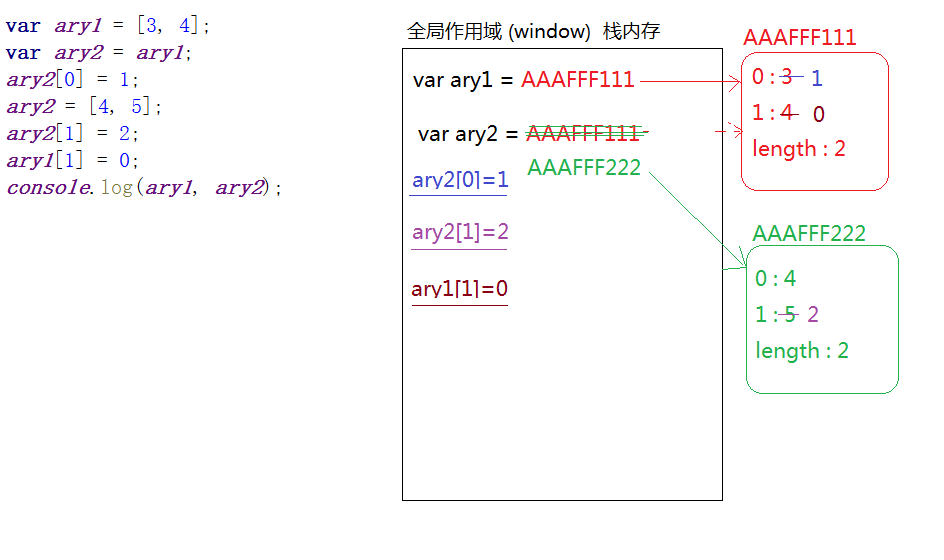 var ary1 = [3, 4];
var ary2 = ary1;
ary2[0] = 1;
ary2 = [4, 5];
ary2[1] = 2;
ary1[1] = 0;
console.log(ary1, ary2);
全局作用域 (window) 栈内存
var ary1 = AAAFFF111
var ary2 = AAAFFF111
AAAFFF222
ary2[0]=1
ary2[1]=2
ary1[1]=0
AAAFFF111
0 : 3 1
1 : 4 0
length : 2
AAAFFF222
0 : 4
1 : 5 2
length : 2